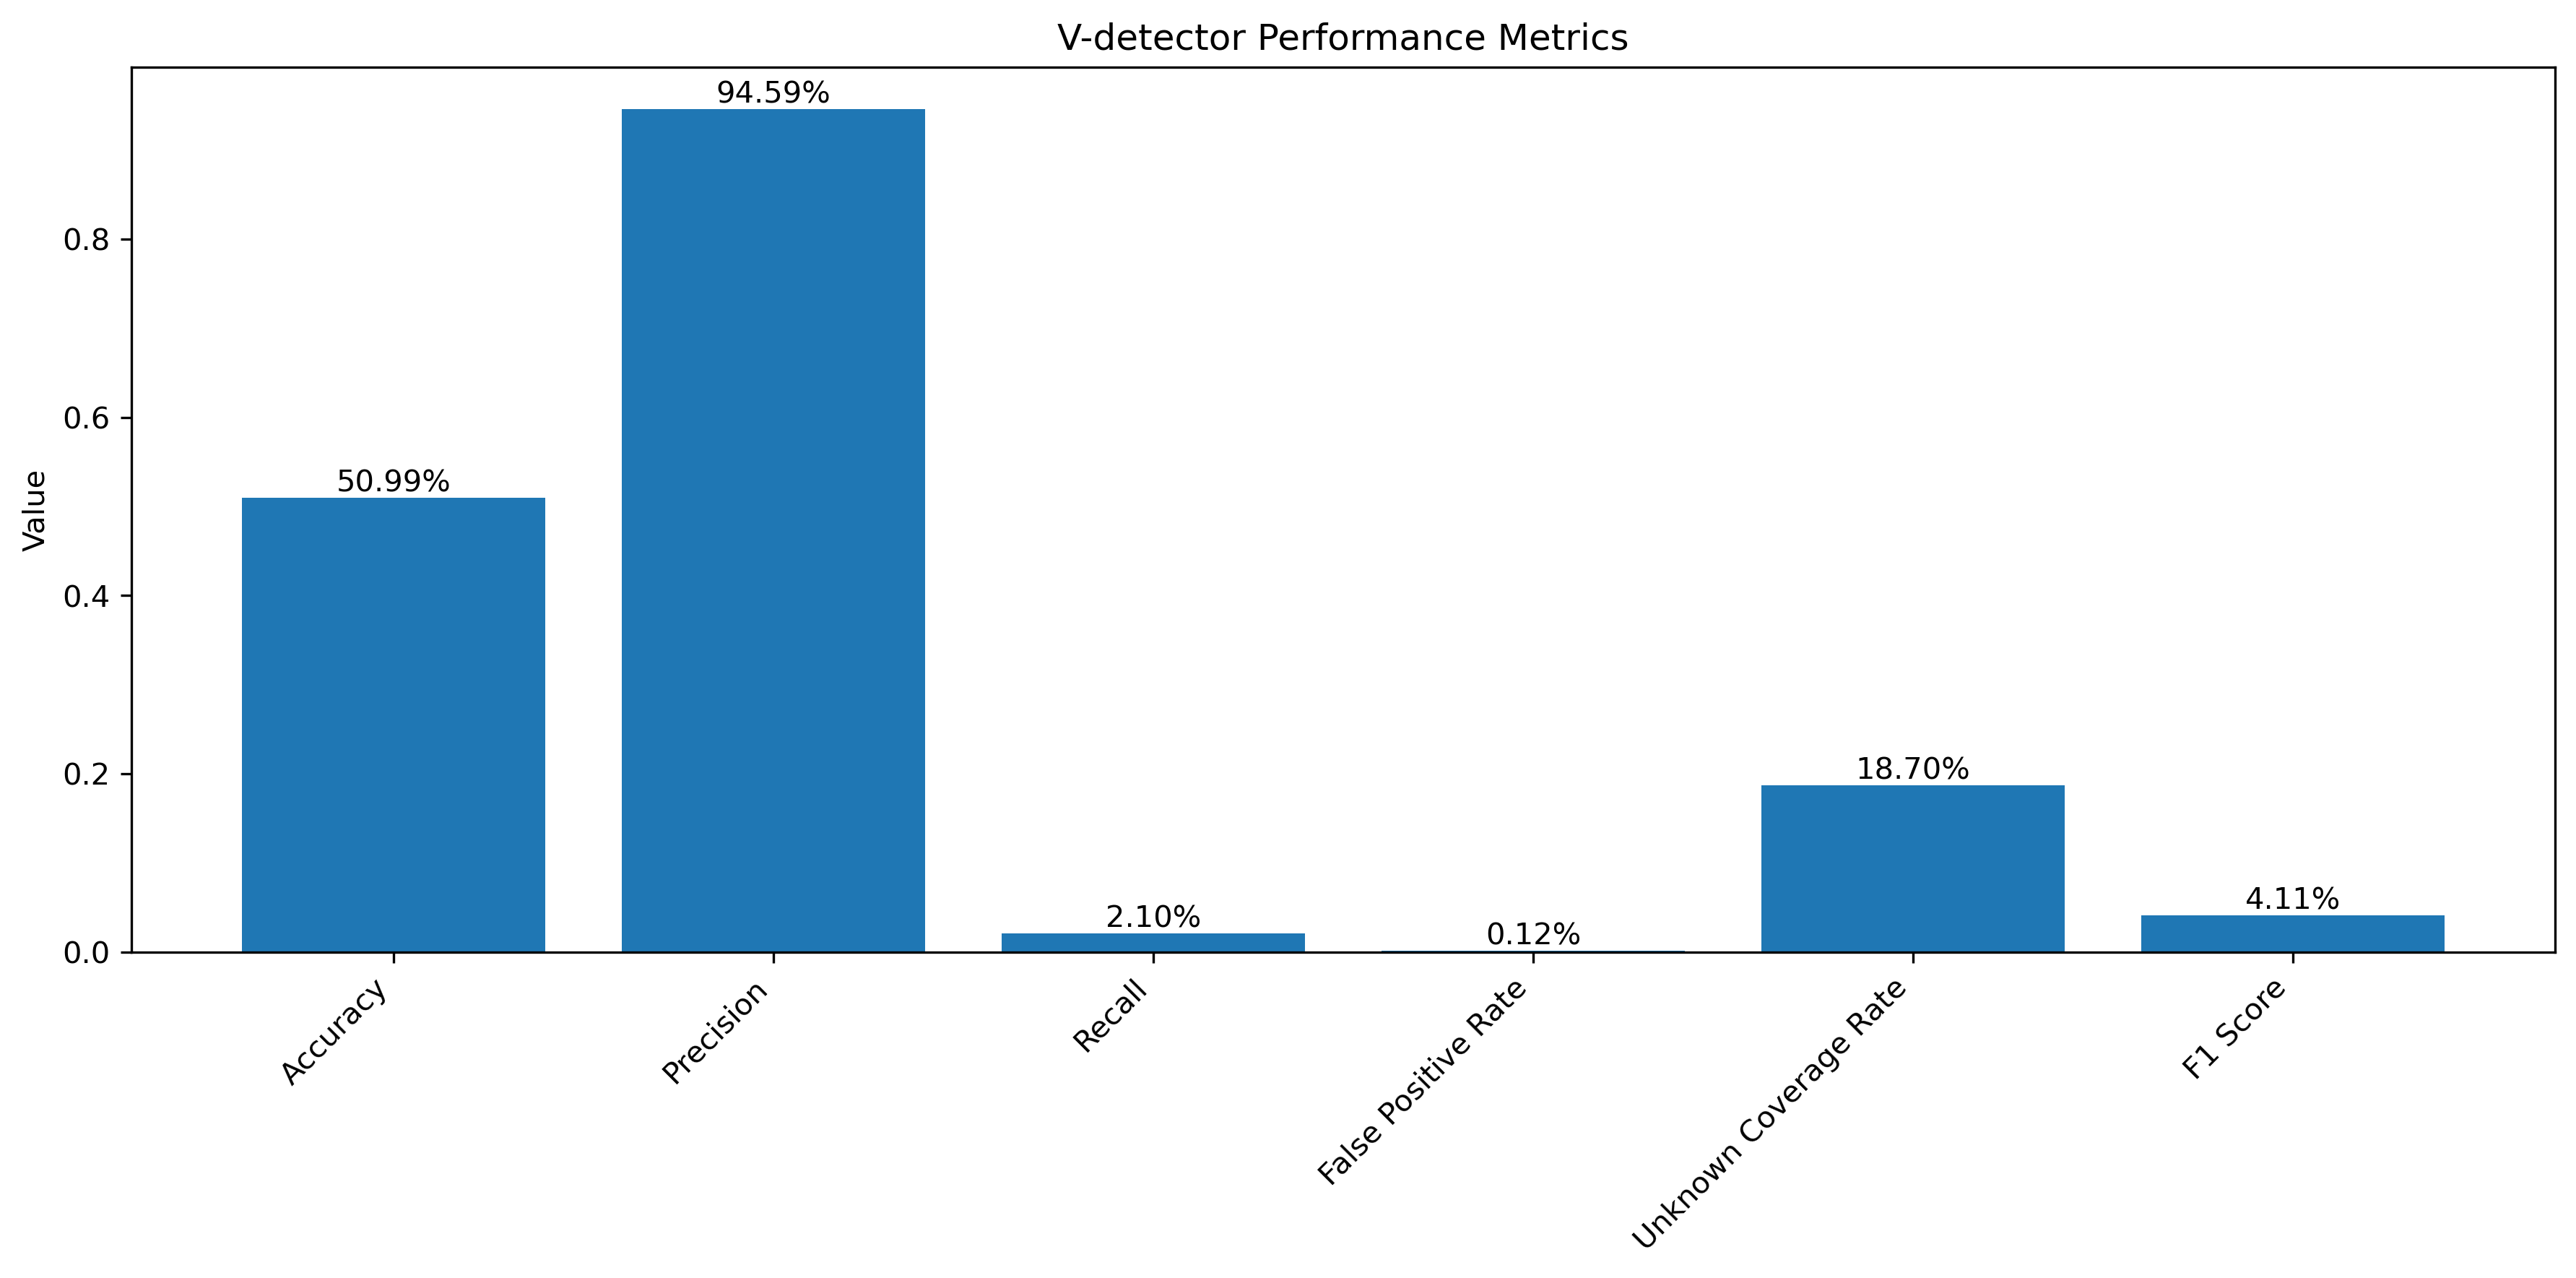 V-detector Performance Metrics
Value
0.8
0.6
0.4
0.2
0.0
50.99%
94.59%
2.10%
0.12%
18.70%
4.11%
Accuracy
Precision
Recall
False Positive Rate
Unknown Coverage Rate
F1 Score